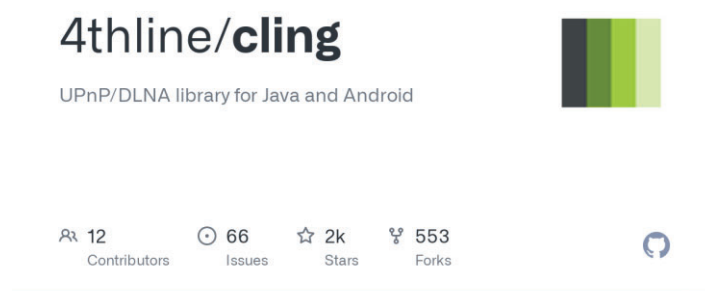 4thline/cling
UPnP/DLNA library for Java and Android
12 66 2k 553
Contributors Issues Stars Forks